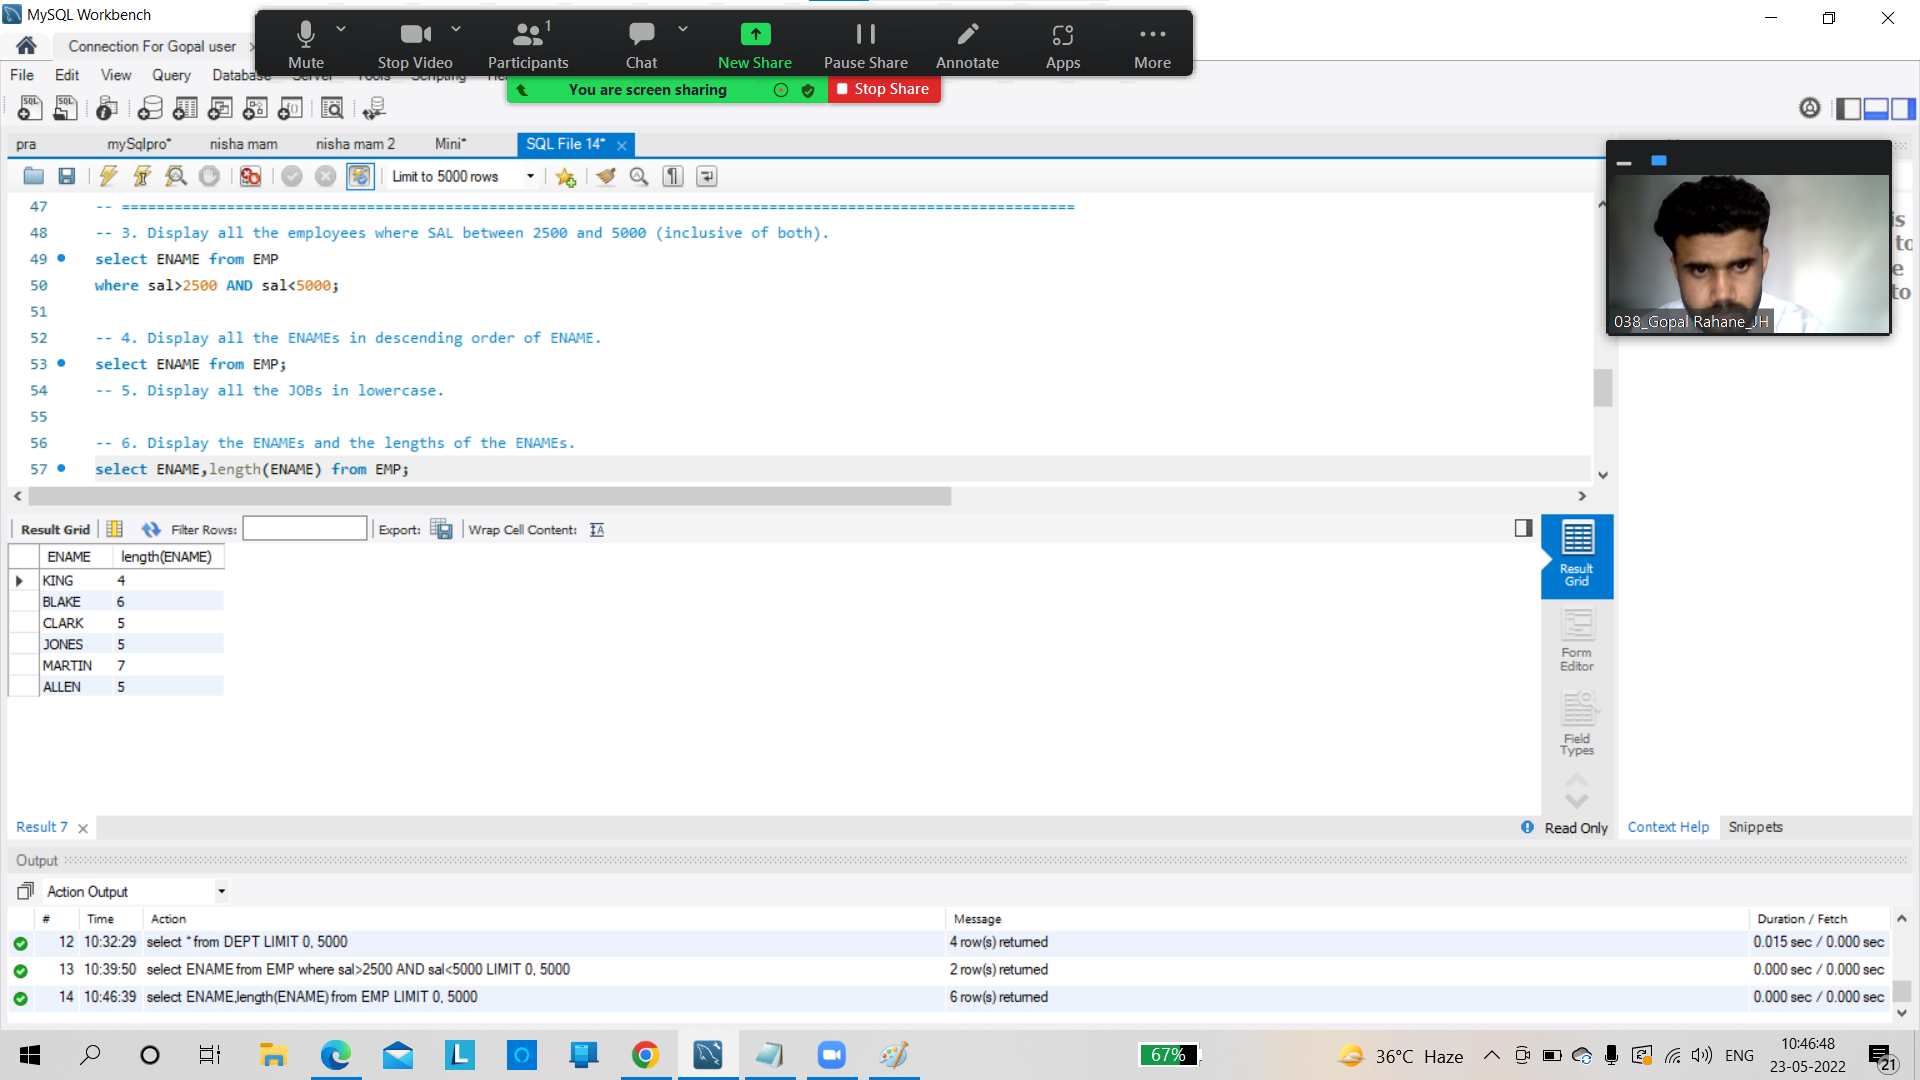 MySQL Workbench
Connection For Gopal user
Mute
Stop Video
1
Participants
Chat
New Share
Pause Share
Annotate
Apps
More
You are screen sharing
Stop Share
File Edit View Query Database Server Tools Scripting
pra mySqlpro* nisha mam nisha mam 2 Mini* SQL File 14*
Limit to 5000 rows
47 -- =============================================================================================================
48 -- 3. Display all the employees where SAL between 2500 and 5000 (inclusive of both).
49 select ENAME from EMP
50 where sal>2500 AND sal<5000;
51
52 -- 4. Display all the ENAMEs in descending order of ENAME.
53 select ENAME from EMP;
54 -- 5. Display all the JOBs in lowercase.
55
56 -- 6. Display the ENAMEs and the lengths of the ENAMEs.
57 select ENAME,length(ENAME) from EMP;
038_Gopal Rahane_JH
is
to
e
to
Result Grid Filter Rows: Export: Wrap Cell Content:
ENAME length(ENAME)
KING 4
BLAKE 6
CLARK 5
JONES 5
MARTIN 7
ALLEN 5
Result Grid
Form Editor
Field Types
Result 7
Read Only
Context Help Snippets
Output
Action Output
# Time Action Message Duration / Fetch
12 10:32:29 select * from DEPT LIMIT 0, 5000 4 row(s) returned 0.015 sec / 0.000 sec
13 10:39:50 select ENAME from EMP where sal>2500 AND sal<5000 LIMIT 0, 5000 2 row(s) returned 0.000 sec / 0.000 sec
14 10:46:39 select ENAME,length(ENAME) from EMP LIMIT 0, 5000 6 row(s) returned 0.000 sec / 0.000 sec
67%
36°C Haze
ENG
10:46:48
23-05-2022
21